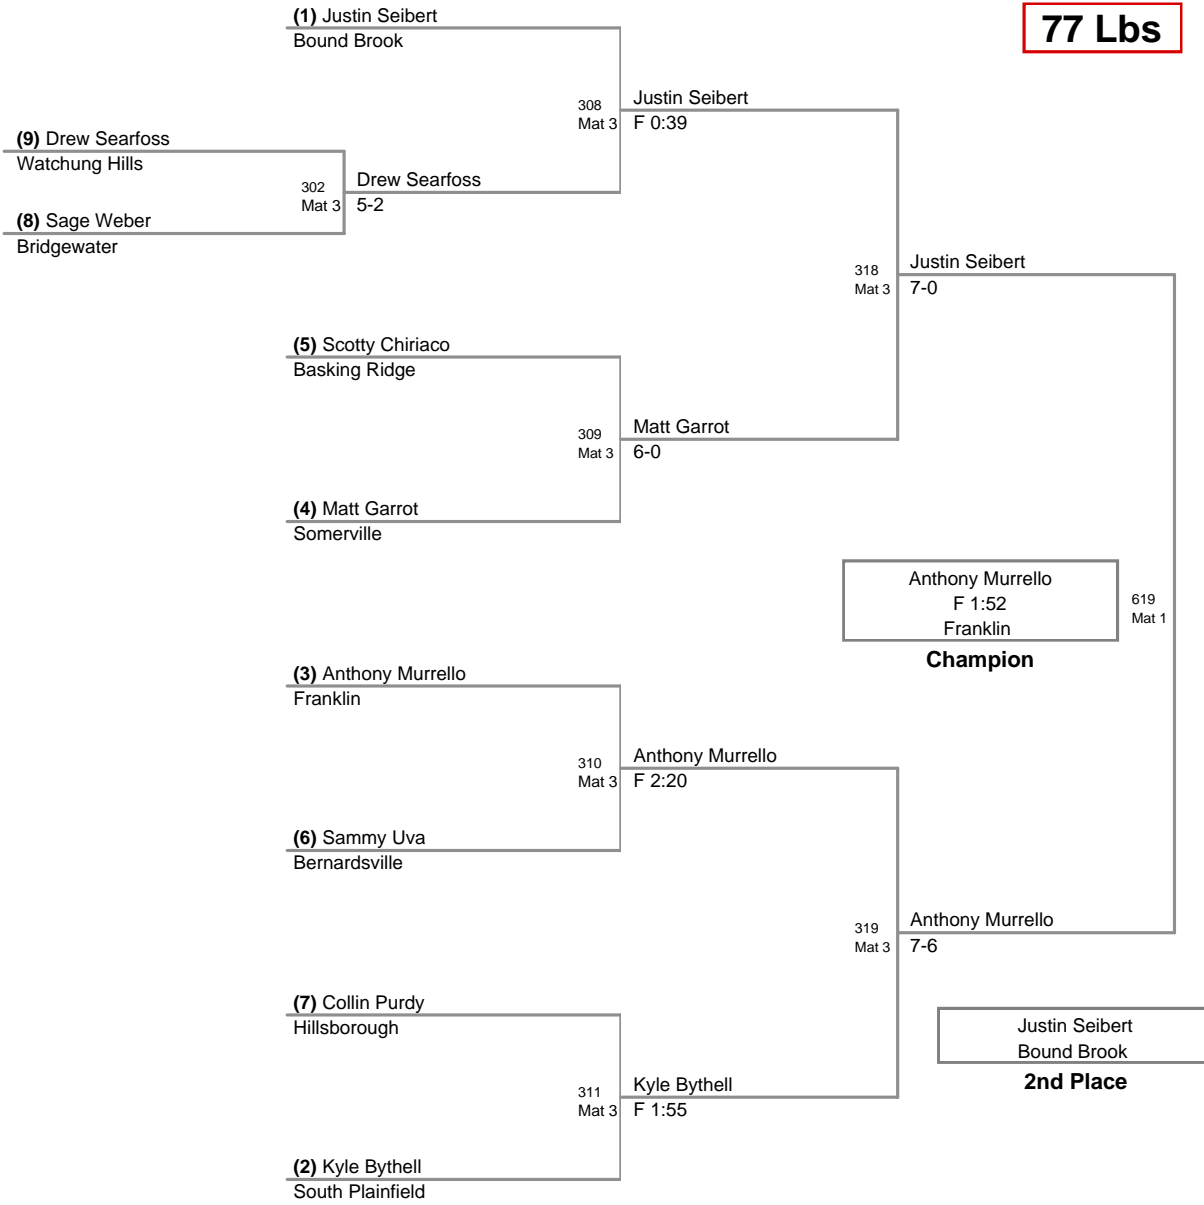 (1) Justin Seibert
Bound Brook
77 Lbs
308
Mat 3
Justin Seibert
F 0:39
(9) Drew Searfoss
Watchung Hills
302
Mat 3
Drew Searfoss
5-2
(8) Sage Weber
Bridgewater
318
Mat 3
Justin Seibert
7-0
(5) Scotty Chiriaco
Basking Ridge
309
Mat 3
Matt Garrot
6-0
(4) Matt Garrot
Somerville
Anthony Murrello
F 1:52
Franklin
Champion
619
Mat 1
(3) Anthony Murrello
Franklin
310
Mat 3
Anthony Murrello
F 2:20
(6) Sammy Uva
Bernardsville
319
Mat 3
Anthony Murrello
7-6
(7) Collin Purdy
Hillsborough
Justin Seibert
Bound Brook
2nd Place
311
Mat 3
Kyle Bythell
F 1:55
(2) Kyle Bythell
South Plainfield